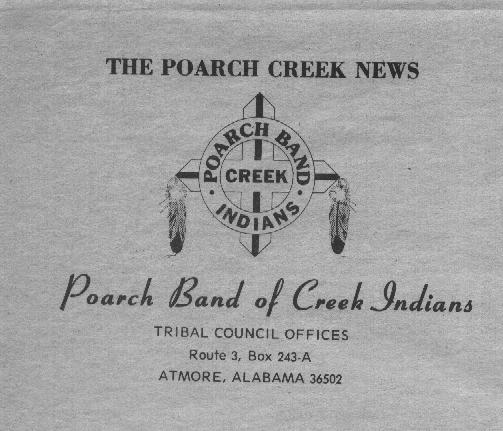 THE POARCH CREEK NEWS
POARCH BAND
CREEK
INDIANS
Poarch Band of Creek Indians
TRIBAL COUNCIL OFFICES
Route 3, Box 243-A
ATMORE, ALABAMA 36502